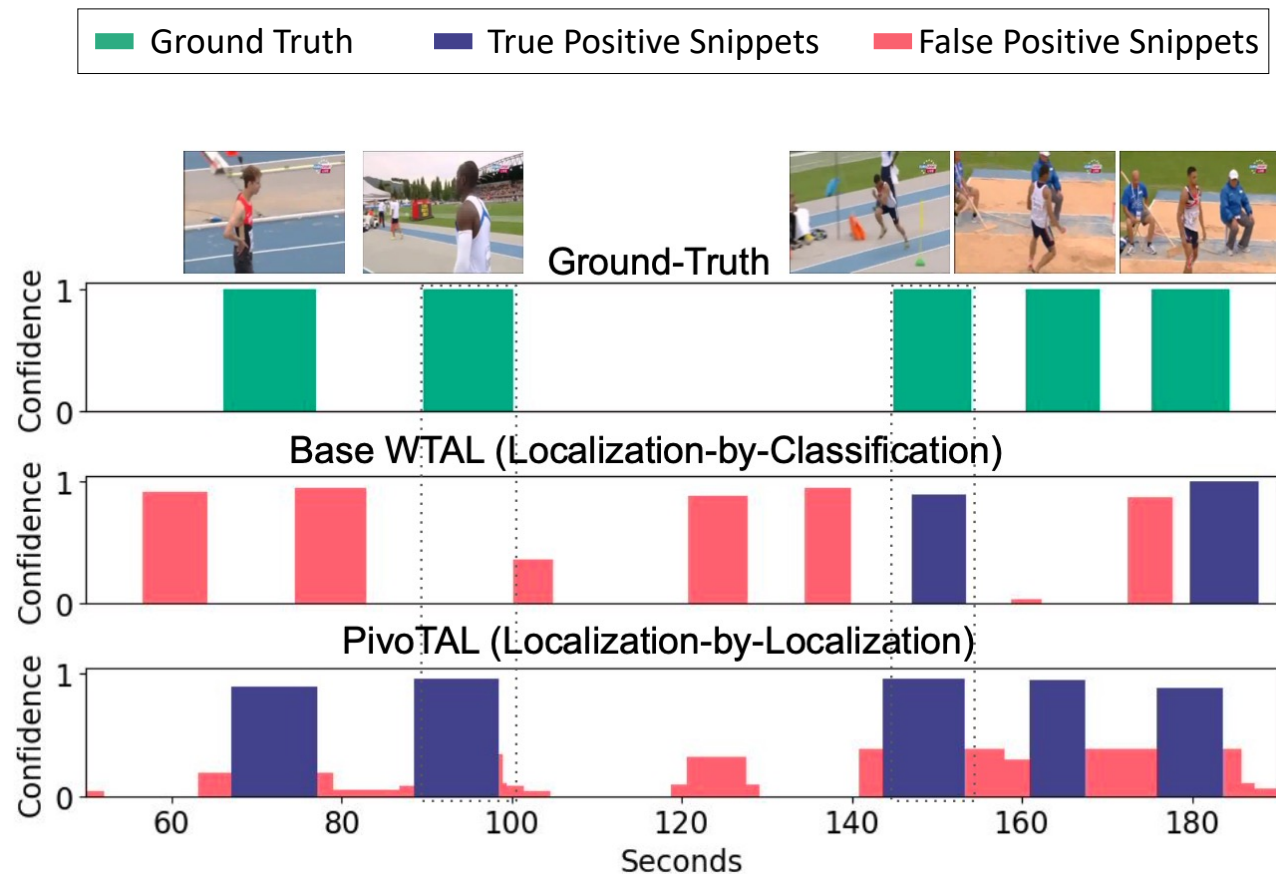 Ground Truth True Positive Snippets False Positive Snippets
Ground-Truth
Confidence
1
0
Base WTAL (Localization-by-Classification)
Confidence
1
0
PivoTAL (Localization-by-Localization)
Confidence
1
0
60 80 100 120 140 160 180
Seconds